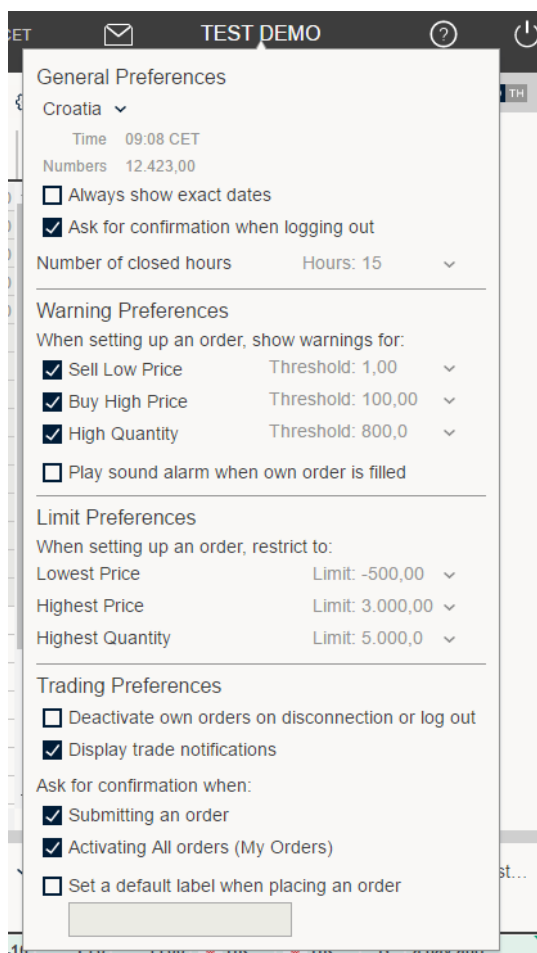 CET TEST DEMO ?
General Preferences
Croatia
TH
Time 09:08 CET
Numbers 12.423,00
Always show exact dates
Ask for confirmation when logging out
Number of closed hours Hours: 15
Warning Preferences
When setting up an order, show warnings for:
Sell Low Price Threshold: 1,00
Buy High Price Threshold: 100,00
High Quantity Threshold: 800,0
Play sound alarm when own order is filled
Limit Preferences
When setting up an order, restrict to:
Lowest Price Limit: -500,00
Highest Price Limit: 3.000,00
Highest Quantity Limit: 5.000,0
Trading Preferences
Deactivate own orders on disconnection or log out
Display trade notifications
Ask for confirmation when:
Submitting an order
Activating All orders (My Orders)
st...
Set a default label when placing an order